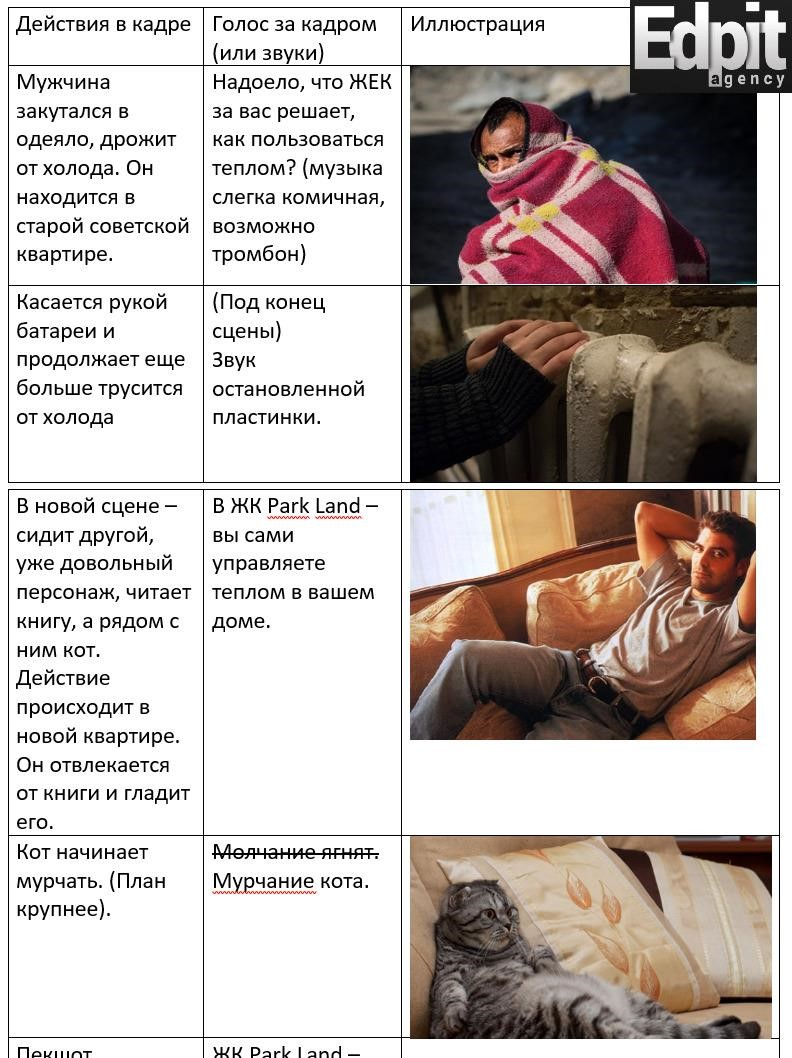 Действия в кадре
Голос за кадром
(или звуки)
Иллюстрация
Edpit
agency
Мужчина
закутался в
одеяло, дрожит
от холода. Он
находится в
старой советской
квартире.
Надоело, что ЖЕК
за вас решает,
как пользоваться
теплом? (музыка
слегка комичная,
возможно
тромбон)
Касается рукой
батареи и
продолжает еще
больше трусится
от холода
(Под конец
сцены)
Звук
остановленной
пластинки.
В новой сцене –
сидит другой,
уже довольный
персонаж, читает
книгу, а рядом с
ним кот.
Действие
происходит в
новой квартире.
Он отвлекается
от книги и гладит
его.
В ЖК Park Land –
вы сами
управляете
теплом в вашем
доме.
Кот начинает
мурчать. (План
крупнее).
Молчание ягнят.
Мурчание кота.
Пекшот
ЖК Park Land –